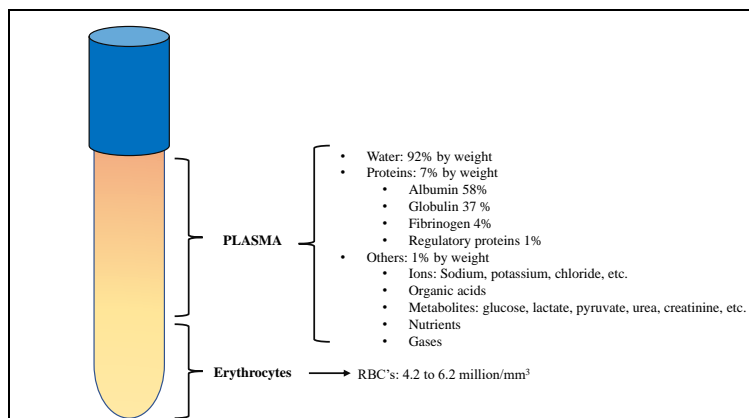 • Water: 92% by weight
• Proteins: 7% by weight
• Albumin 58%
• Globulin 37 %
• Fibrinogen 4%
• Regulatory proteins 1%
PLASMA
• Others: 1% by weight
• Ions: Sodium, potassium, chloride, etc.
• Organic acids
• Metabolites: glucose, lactate, pyruvate, urea, creatinine, etc.
• Nutrients
• Gases
Erythrocytes
RBC's: 4.2 to 6.2 million/mm³